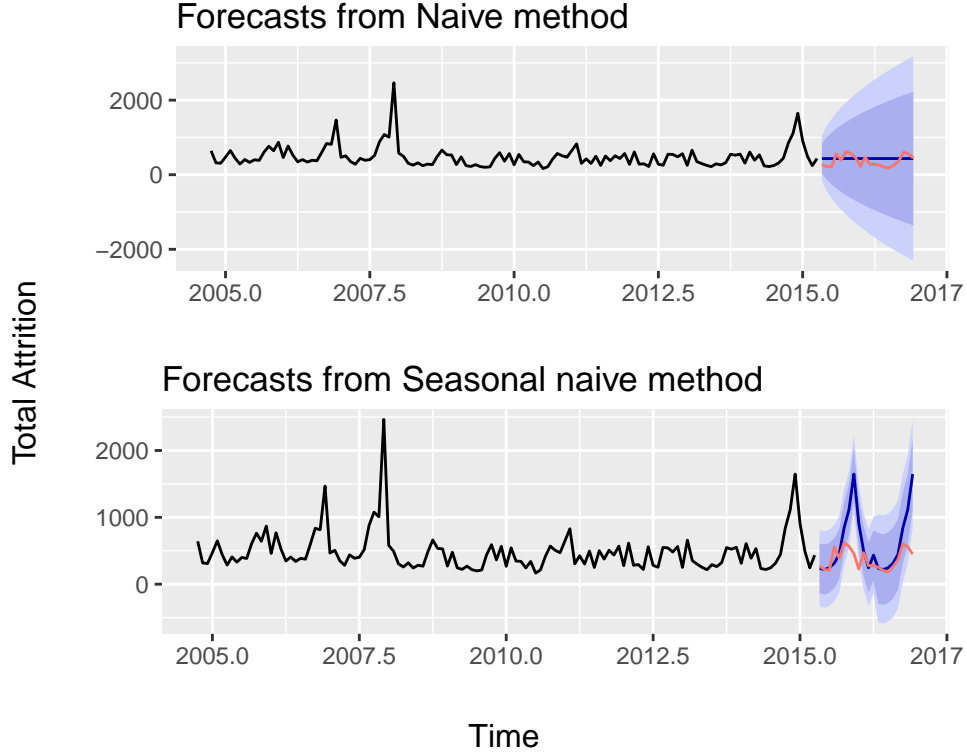 Forecasts from Naive method
2000
0
−2000
2005.0 2007.5 2010.0 2012.5 2015.0 2017
Total Attrition
Forecasts from Seasonal naive method
2000
1000
0
2005.0 2007.5 2010.0 2012.5 2015.0 2017
Time